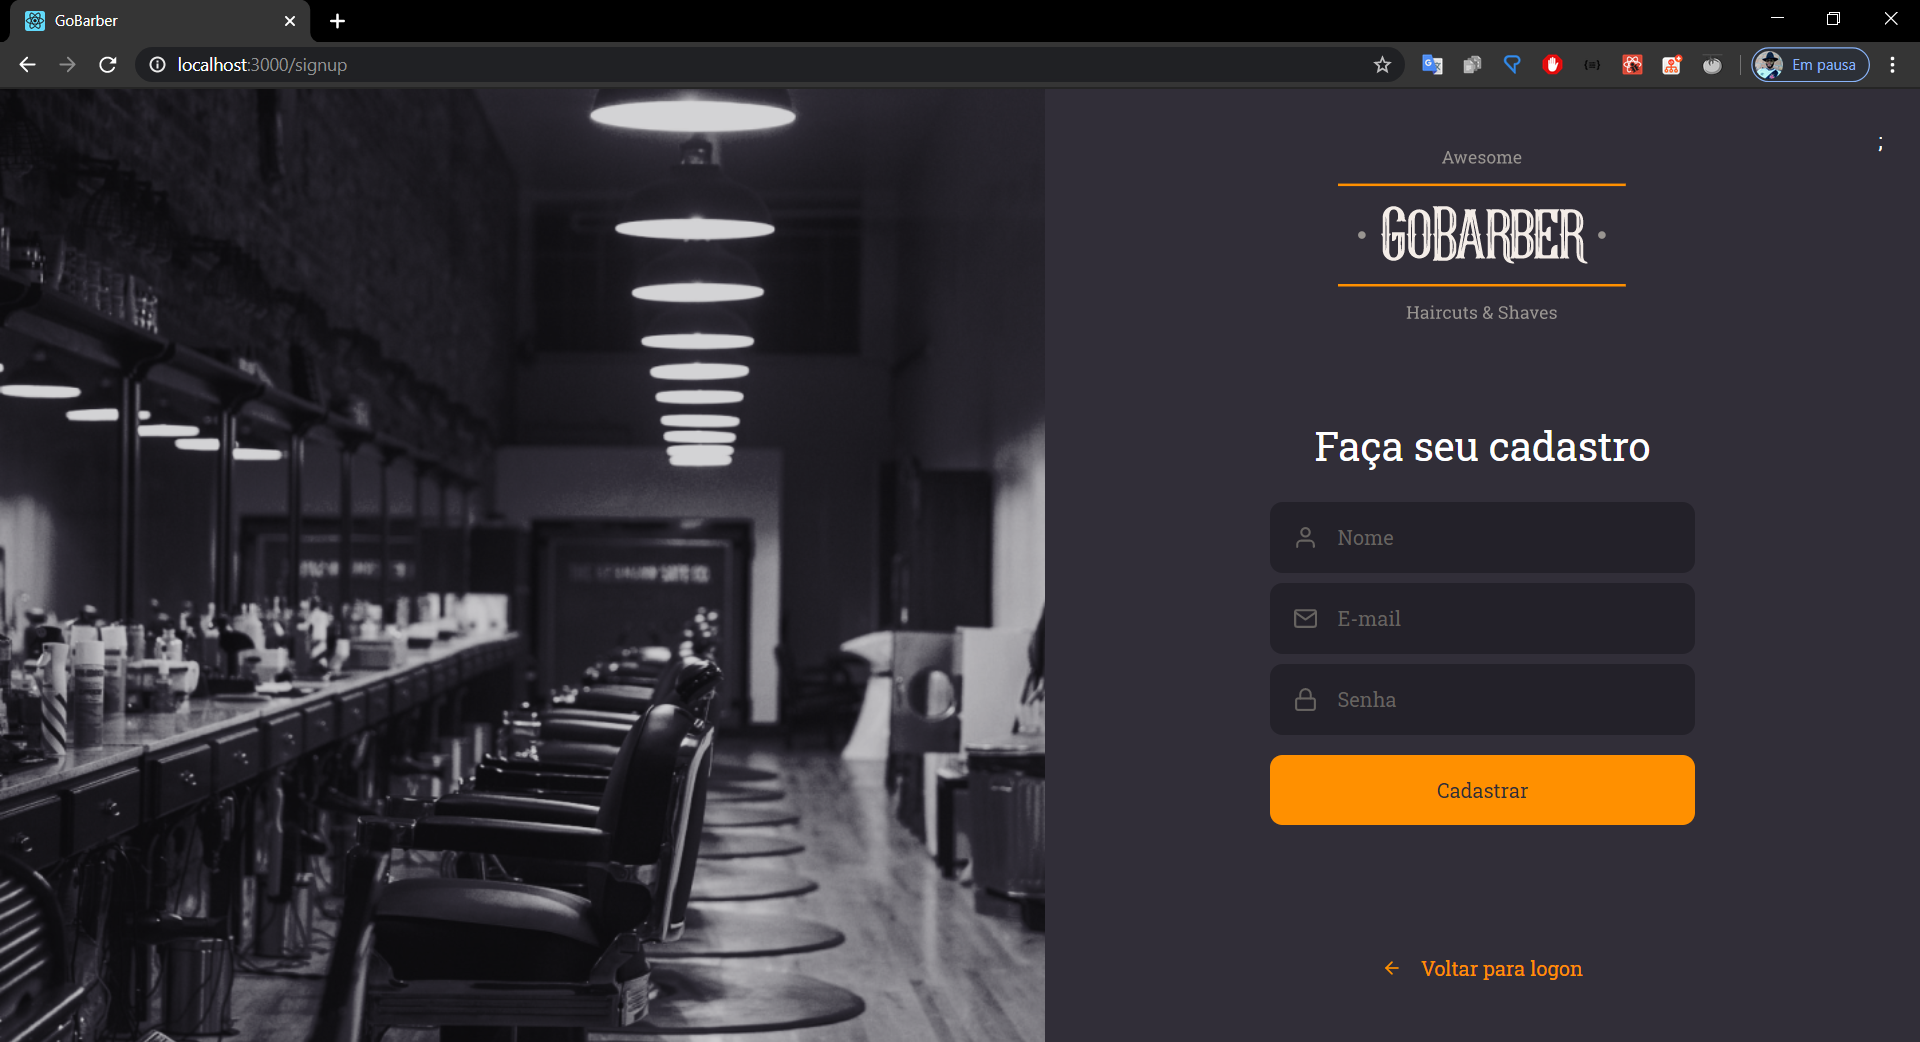 GoBarber
localhost:3000/signup
Em pausa
;
Awesome
• GOBARBER •
Haircuts & Shaves
Faça seu cadastro
Nome
E-mail
Senha
Cadastrar
Voltar para logon